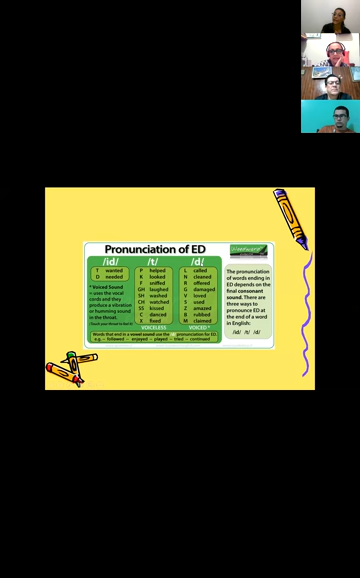 Pronunciation of ED
/id/ /t/ /d/
T wanted
D needed
* Voiced Sound
= uses the vocal
cords and they
produce a vibration
or humming sound
in the throat.
P helped
K looked
F sniffed
GH laughed
SH washed
CH watched
SS kissed
C danced
X fixed
VOICELESS
L called
N cleaned
R offered
G damaged
V loved
S used
Z amazed
B rubbed
M claimed
VOICED *
Words that end in a vowel sound use the pronunciation for ED.
e.g. - followed - enjoyed - played - tried - continued
The pronunciation
of words ending in
ED depends on the
final consonant
sound. There are
three ways to
pronounce ED at
the end of a word
in English:
/id/ /t/ /d/